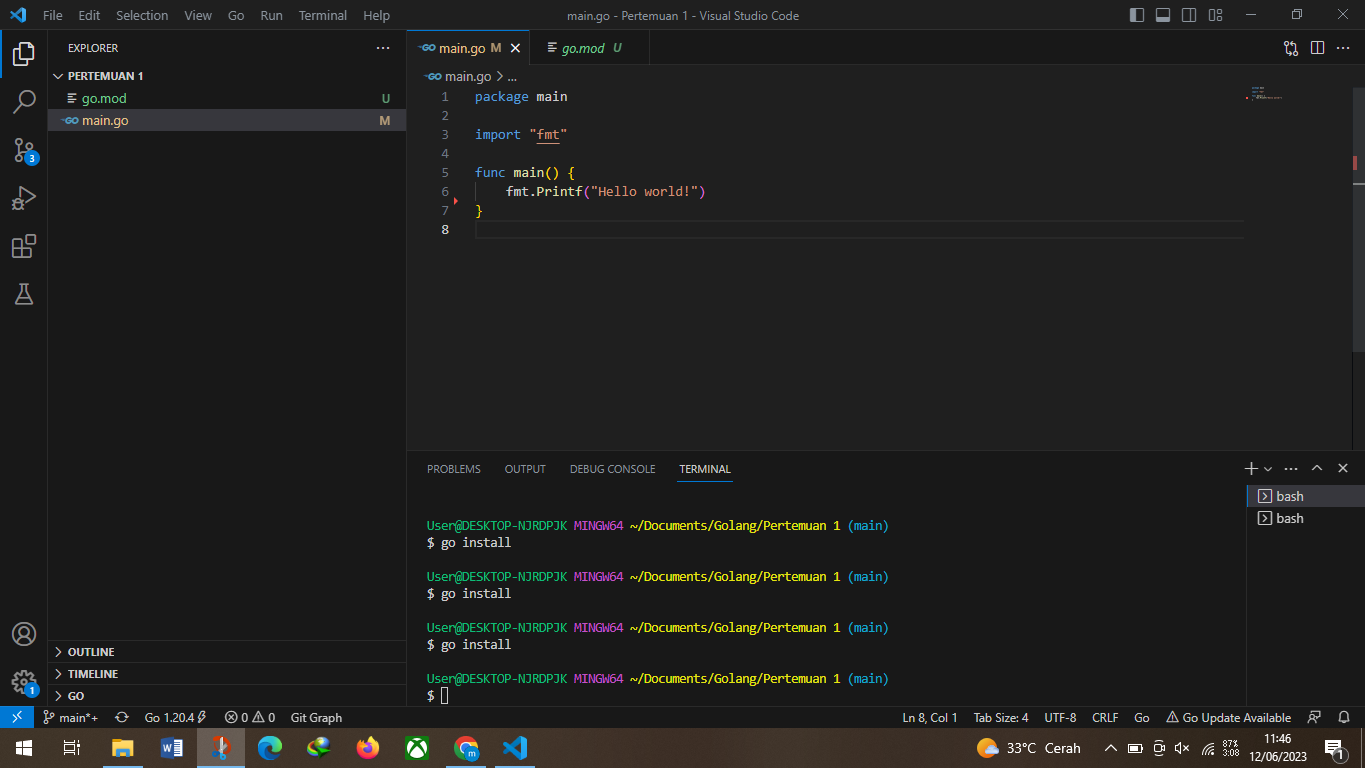 File Edit Selection View Go Run Terminal Help
main.go - Pertemuan 1 - Visual Studio Code
EXPLORER
PERTEMUAN 1
go.mod U
main.go M
OUTLINE
TIMELINE
GO
3
1
GO main.go M
go.mod U
GO main.go > ...
1 package main
2
3 import "fmt"
4
5 func main() {
6 fmt.Printf("Hello world!")
7 }
8
PROBLEMS OUTPUT DEBUG CONSOLE TERMINAL
User@DESKTOP-NJRDPJK MINGW64 ~/Documents/Golang/Pertemuan 1 (main)
$ go install
User@DESKTOP-NJRDPJK MINGW64 ~/Documents/Golang/Pertemuan 1 (main)
$ go install
User@DESKTOP-NJRDPJK MINGW64 ~/Documents/Golang/Pertemuan 1 (main)
$ go install
User@DESKTOP-NJRDPJK MINGW64 ~/Documents/Golang/Pertemuan 1 (main)
$
bash
bash
main*+ Go 1.20.4 0 0 Git Graph
Ln 8, Col 1 Tab Size: 4 UTF-8 CRLF Go Go Update Available
33°C Cerah
87%
3:08
11:46
12/06/2023
1